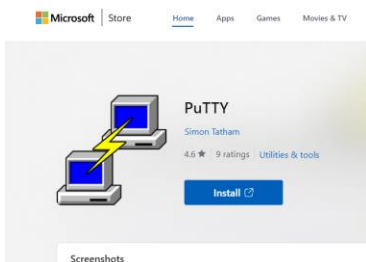 Microsoft | Store Home Apps Games Movies & TV
PuTTY
Simon Tatham
4.6 ★ 9 ratings Utilities & tools
Install
Screenshots